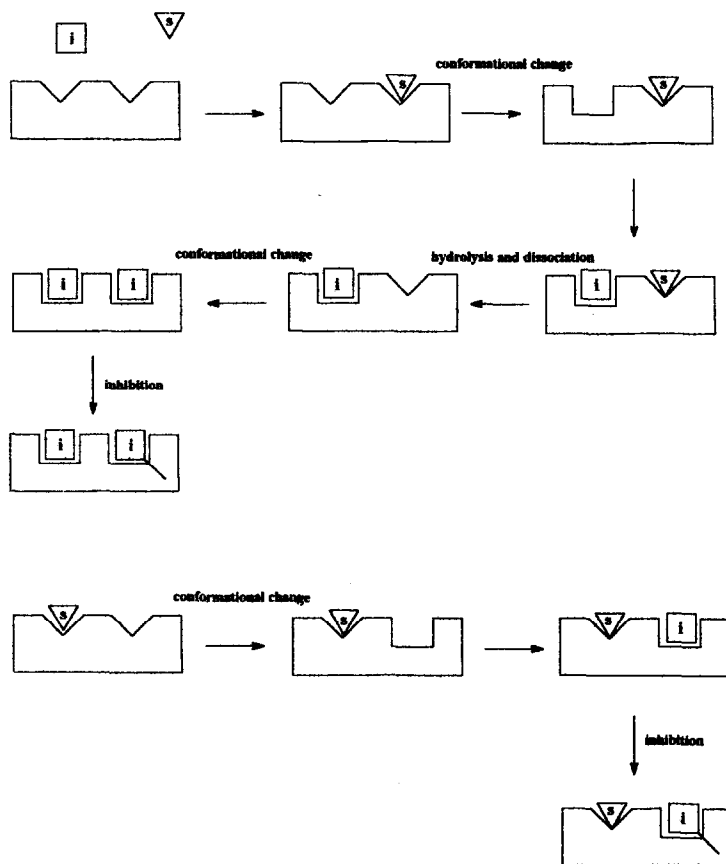 i s
s
conformational change
s
i s
hydrolysis and dissociation
i
conformational change
i i
inhibition
i i
s
conformational change
s
s i
inhibition
s i